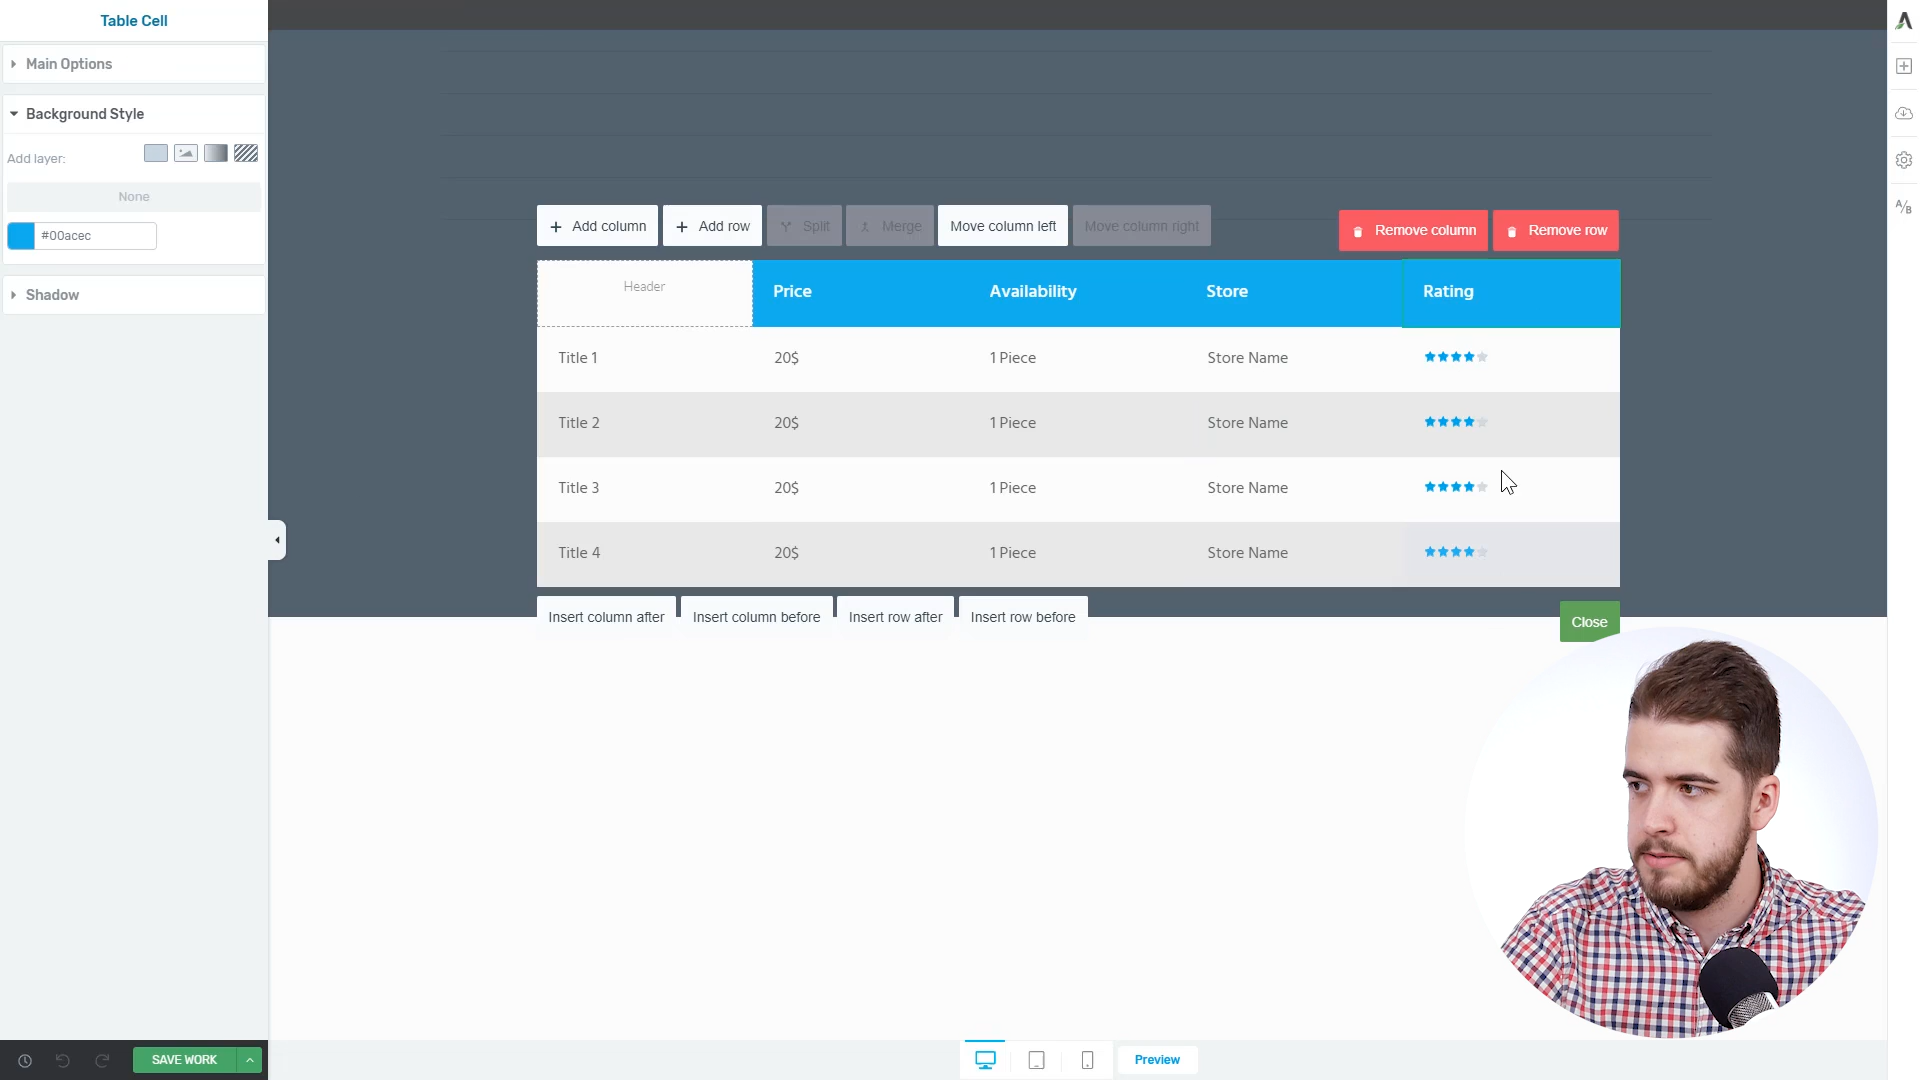 Table Cell
Main Options
Background Style
Add layer:
None
#00acec
Shadow
Add column
Add row
Split
Merge
Move column left
Move column right
Remove column
Remove row
Header Price Availability Store Rating
Title 1 20$ 1 Piece Store Name
Title 2 20$ 1 Piece Store Name
Title 3 20$ 1 Piece Store Name
Title 4 20$ 1 Piece Store Name
Insert column after
Insert column before
Insert row after
Insert row before
Close
A/B
SAVE WORK
Preview